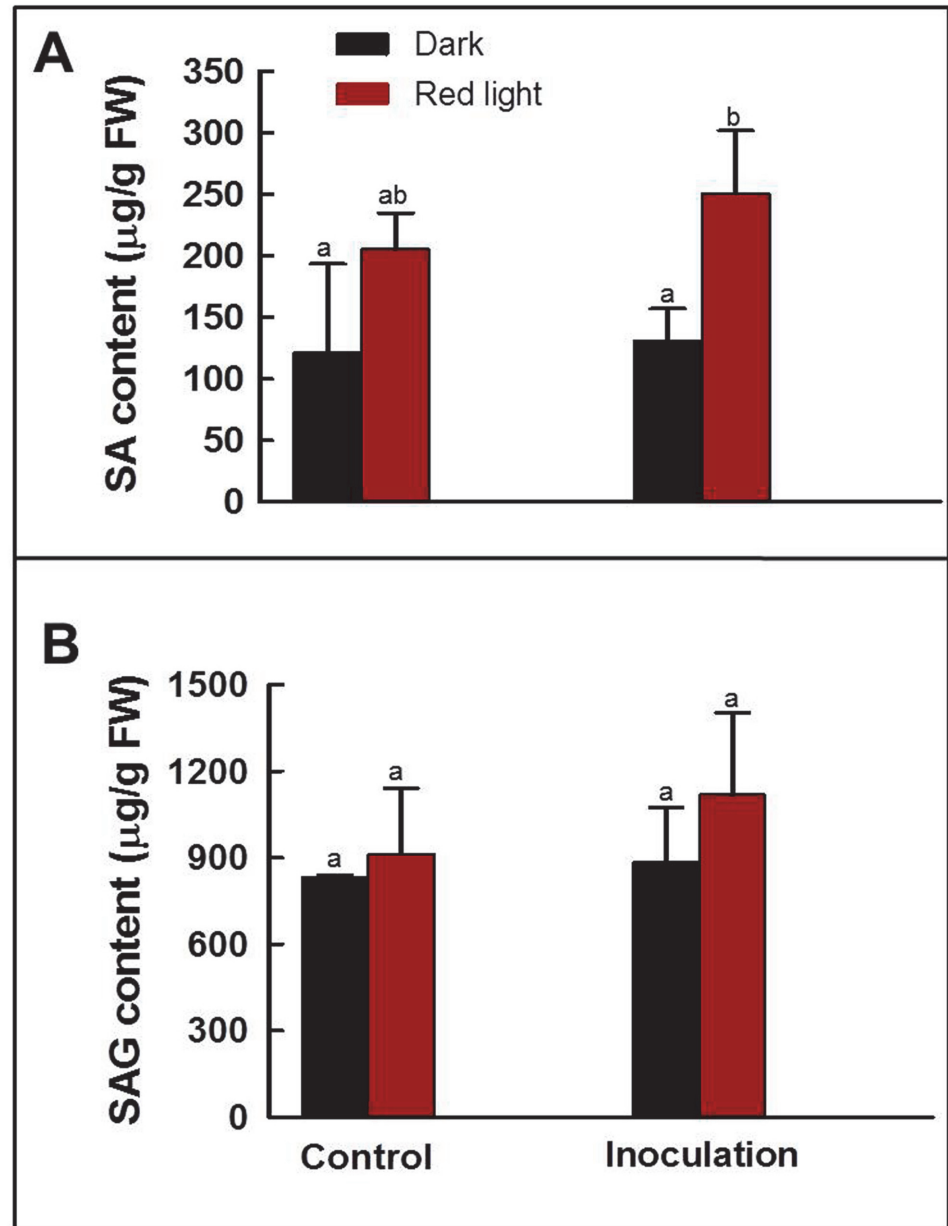 A
Dark
Red light
SA content (μg/g FW)
350
300
250
200
150
100
50
0
a
ab
a
b
B
SAG content (μg/g FW)
1500
1200
900
600
300
0
a
a
a
a
Control
Inoculation